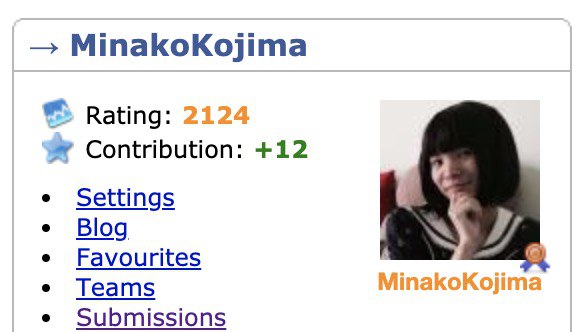 → MinakoKojima
Rating: 2124
Contribution: +12
Settings
Blog
Favourites
Teams
Submissions
MinakoKojima